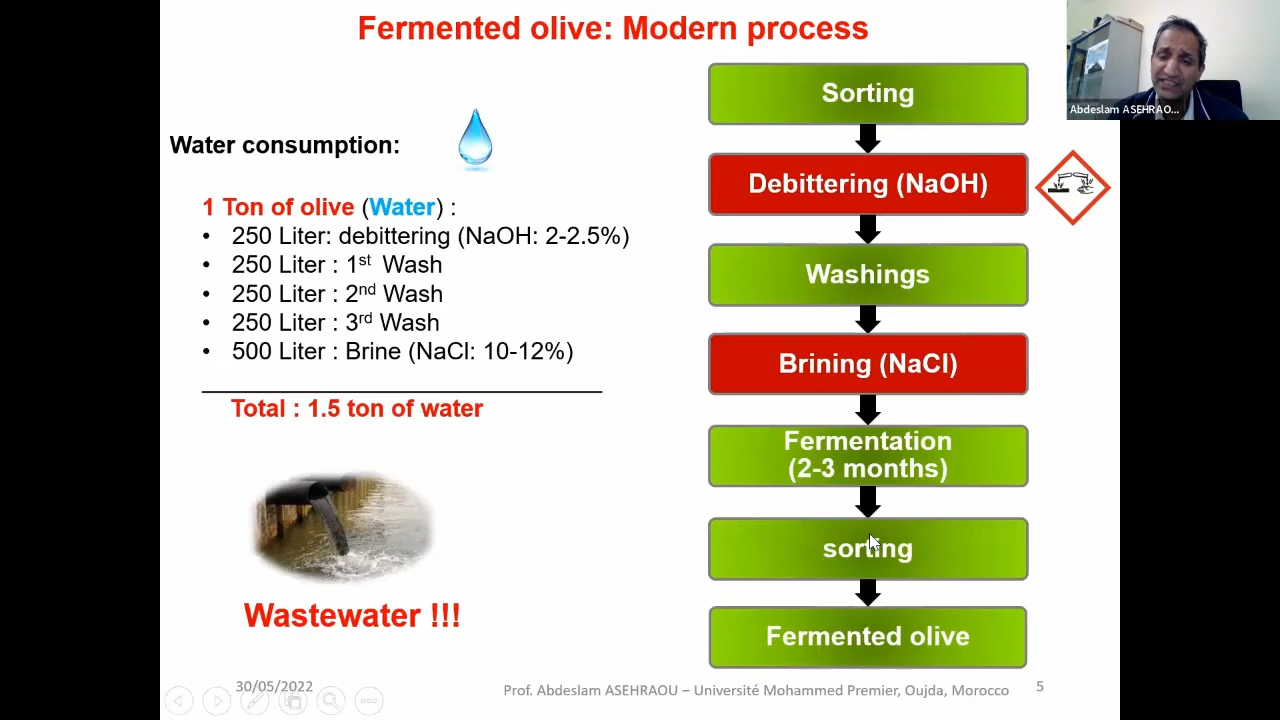 Fermented olive: Modern process
Abdeslam ASEHRAO...
Water consumption:
1 Ton of olive (Water) :
• 250 Liter: debittering (NaOH: 2-2.5%)
• 250 Liter : 1st Wash
• 250 Liter : 2nd Wash
• 250 Liter : 3rd Wash
• 500 Liter : Brine (NaCl: 10-12%)
Total : 1.5 ton of water
Wastewater !!!
Sorting
Debittering (NaOH)
Washings
Brining (NaCl)
Fermentation
(2-3 months)
sorting
Fermented olive
30/05/2022
Prof. Abdeslam ASEHRAOU – Université Mohammed Premier, Oujda, Morocco
5